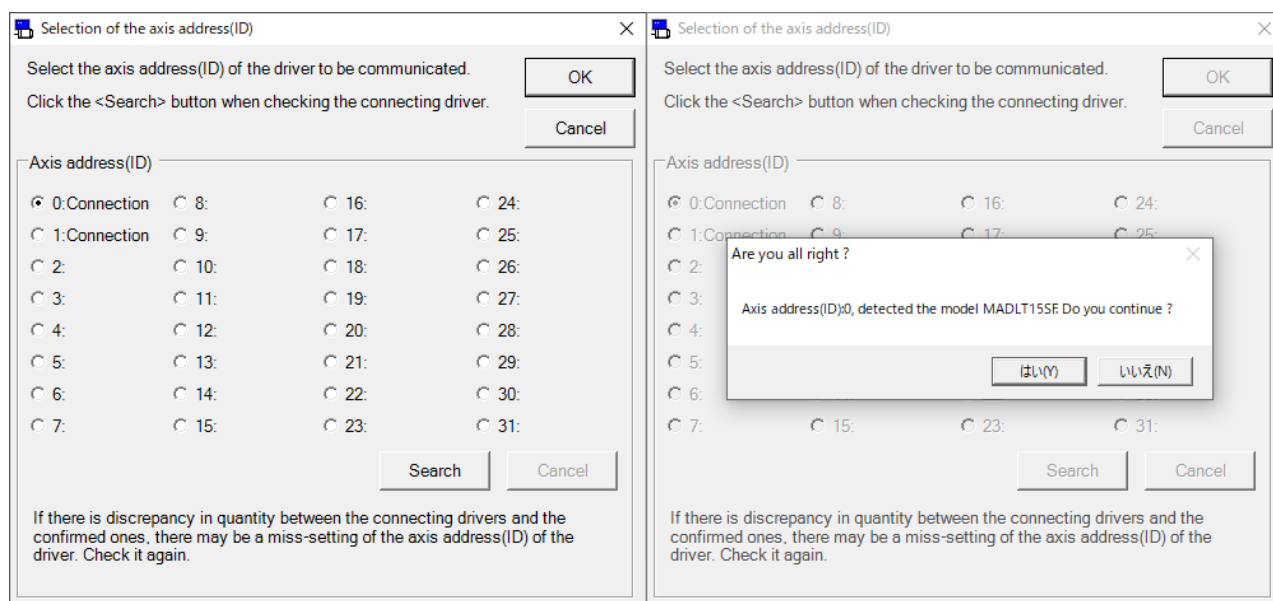 Selection of the axis address(ID)
Select the axis address(ID) of the driver to be communicated.
Click the <Search> button when checking the connecting driver.
OK
Cancel
Axis address(ID)
0:Connection 8: 16: 24:
1:Connection 9: 17: 25:
2: 10: 18: 26:
3: 11: 19: 27:
4: 12: 20: 28:
5: 13: 21: 29:
6: 14: 22: 30:
7: 15: 23: 31:
Search Cancel
If there is discrepancy in quantity between the connecting drivers and the
confirmed ones, there may be a miss-setting of the axis address(ID) of the
driver. Check it again.
Selection of the axis address(ID)
Select the axis address(ID) of the driver to be communicated.
Click the <Search> button when checking the connecting driver.
OK
Cancel
Axis address(ID)
0:Connection 8: 16: 24:
1:Connection 9: 17: 25:
2:
3:
4:
5:
6:
7: 15: 23: 31:
Are you all right ?
Axis address(ID):0, detected the model MADLT15SF. Do you continue ?
はい(Y) いいえ(N)
Search Cancel
If there is discrepancy in quantity between the connecting drivers and the
confirmed ones, there may be a miss-setting of the axis address(ID) of the
driver. Check it again.